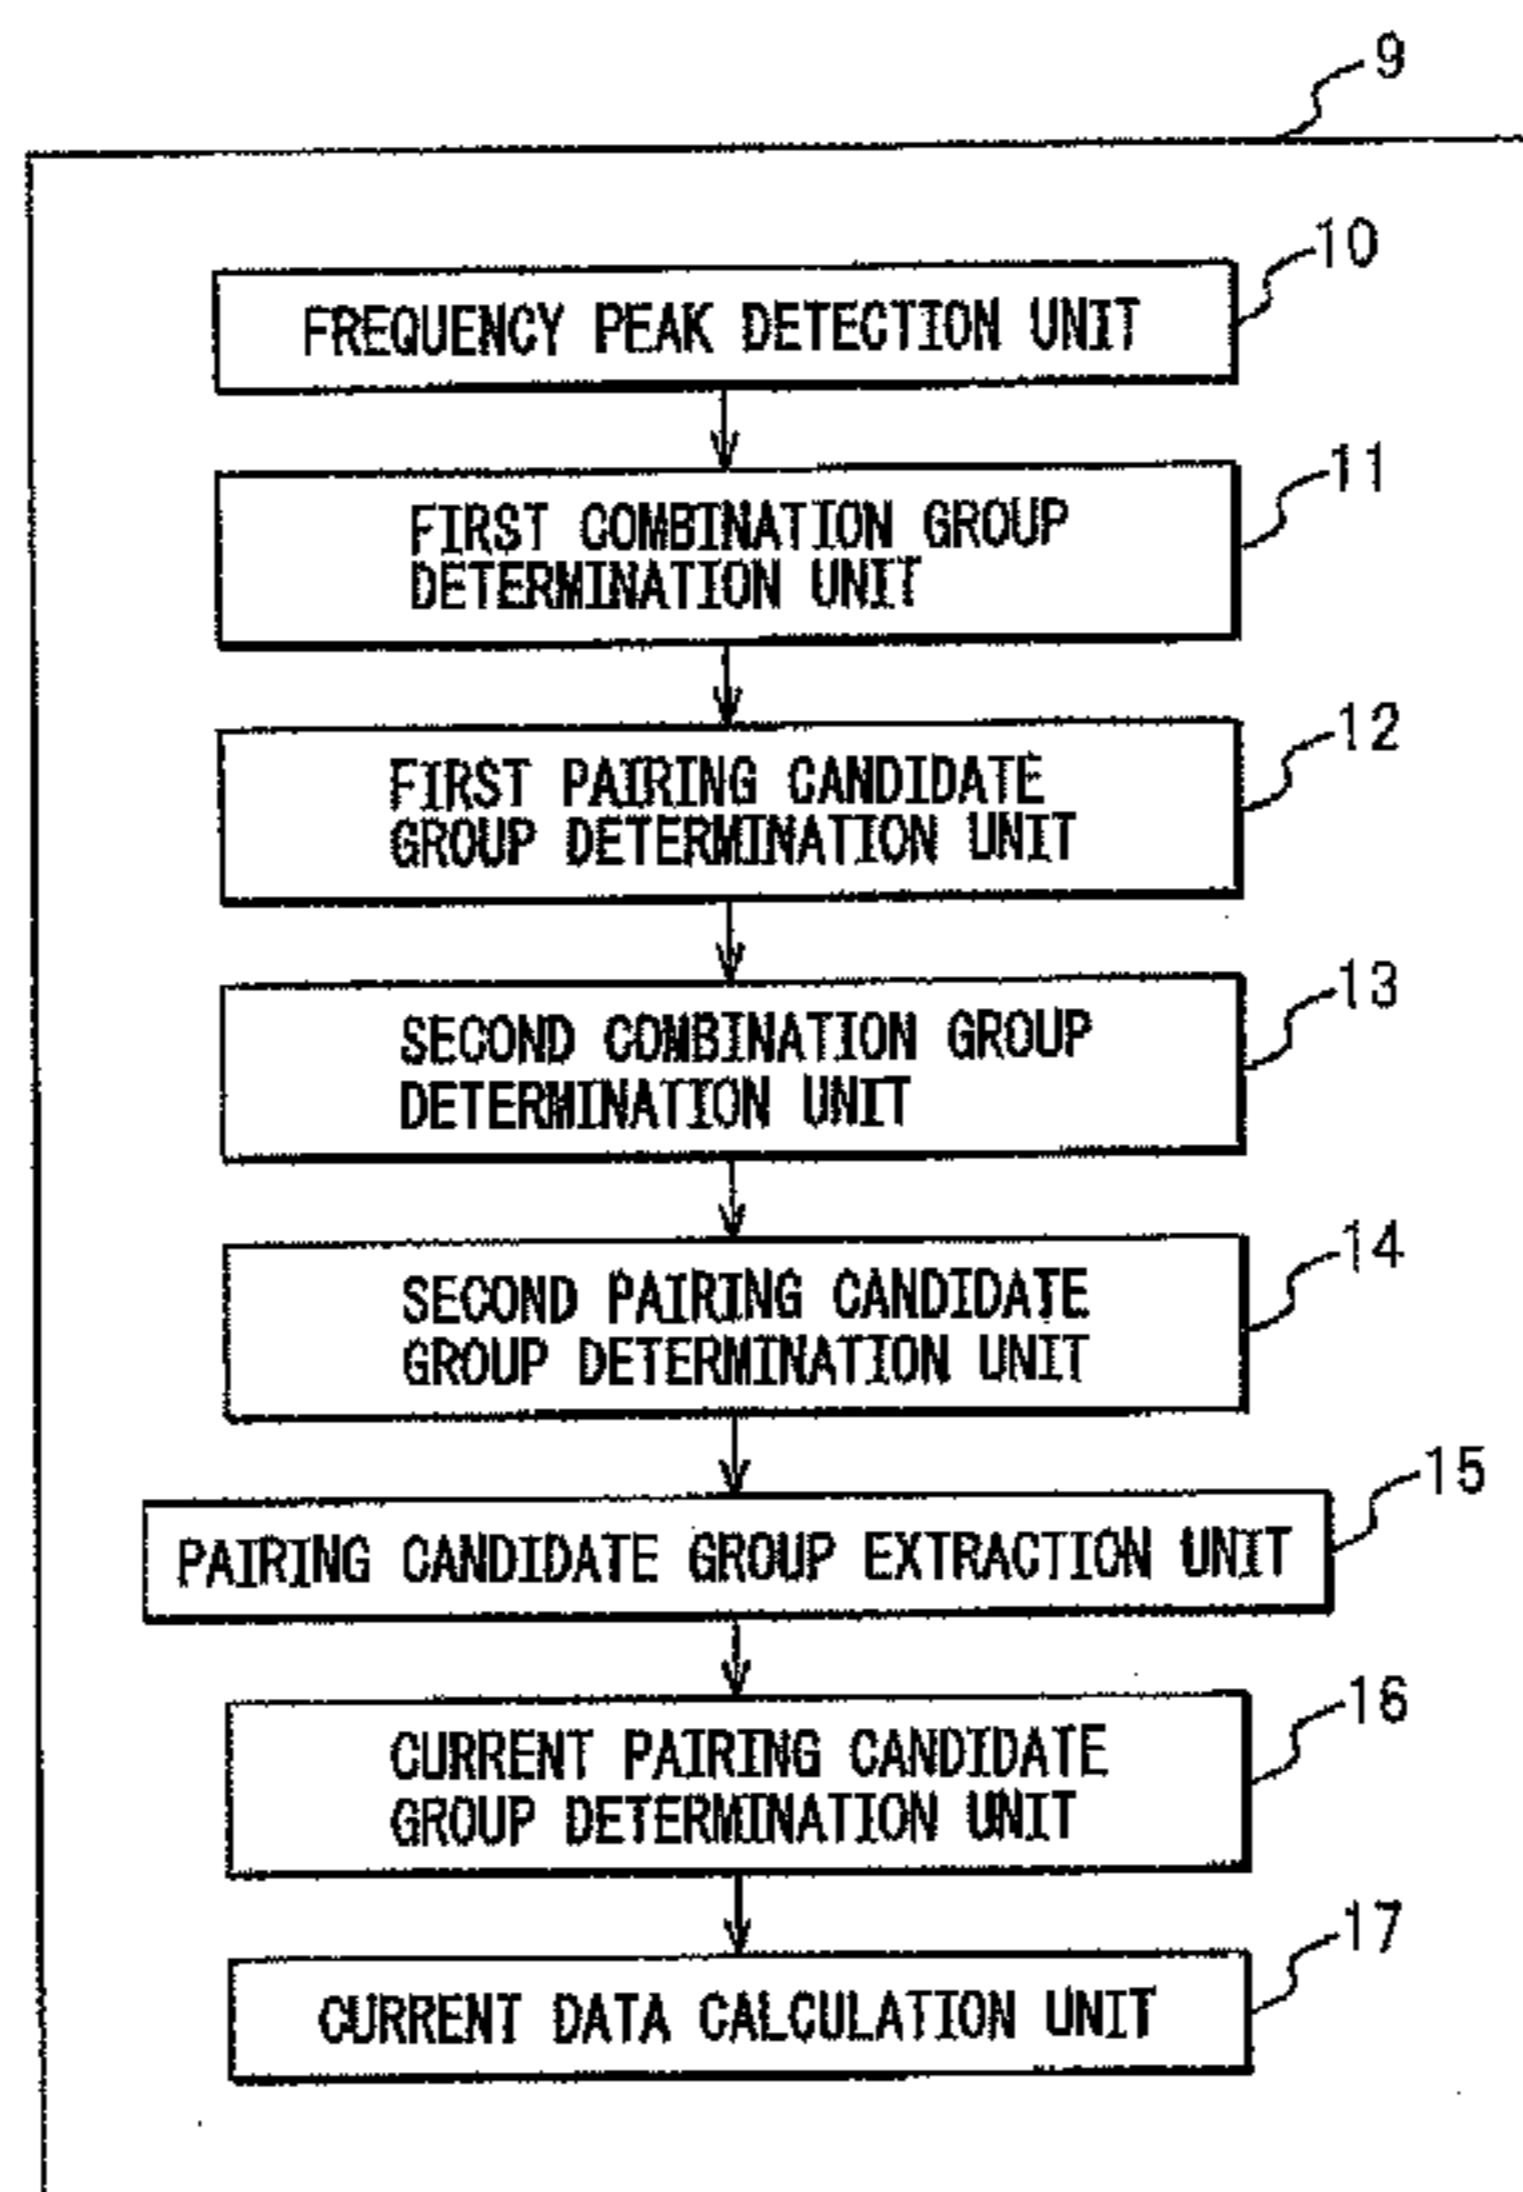 9
10
FREQUENCY PEAK DETECTION UNIT
11
FIRST COMBINATION GROUP
DETERMINATION UNIT
12
FIRST PAIRING CANDIDATE
GROUP DETERMINATION UNIT
13
SECOND COMBINATION GROUP
DETERMINATION UNIT
14
SECOND PAIRING CANDIDATE
GROUP DETERMINATION UNIT
15
PAIRING CANDIDATE GROUP EXTRACTION UNIT
16
CURRENT PAIRING CANDIDATE
GROUP DETERMINATION UNIT
17
CURRENT DATA CALCULATION UNIT